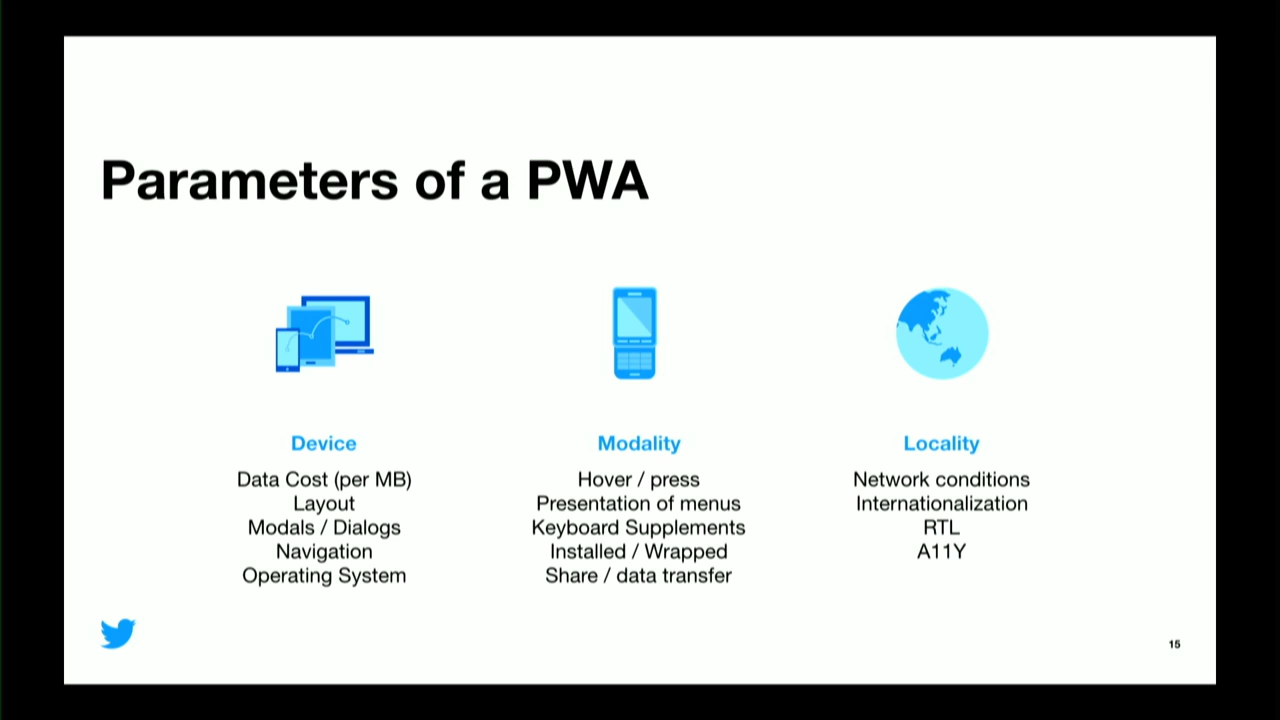 Parameters of a PWA
Device
Data Cost (per MB)
Layout
Modals / Dialogs
Navigation
Operating System
Modality
Hover / press
Presentation of menus
Keyboard Supplements
Installed / Wrapped
Share / data transfer
Locality
Network conditions
Internationalization
RTL
A11Y
15